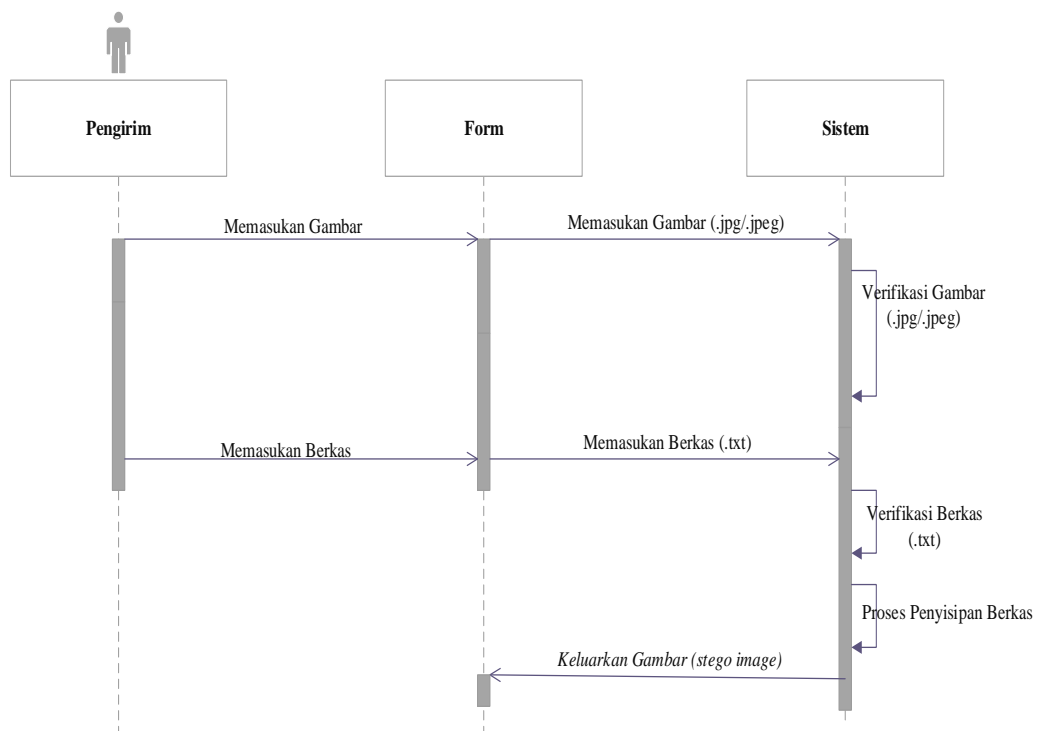 Pengirim
Form
Sistem
Memasukan Gambar
Memasukan Gambar (.jpg/.jpeg)
Verifikasi Gambar
(.jpg/.jpeg)
Memasukan Berkas
Memasukan Berkas (.txt)
Verifikasi Berkas
(.txt)
Proses Penyisipan Berkas
Keluarkan Gambar (stego image)